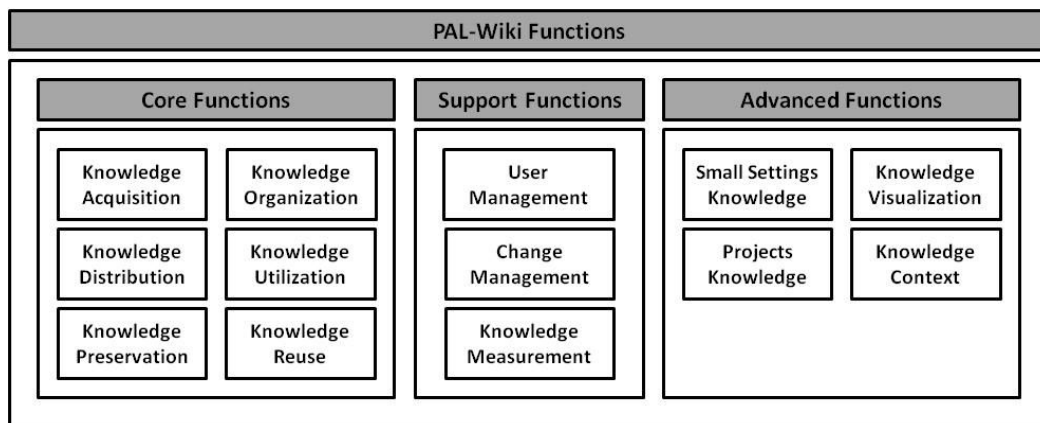 PAL-Wiki Functions
Core Functions
Knowledge
Acquisition
Knowledge
Organization
Knowledge
Distribution
Knowledge
Utilization
Knowledge
Preservation
Knowledge
Reuse
Support Functions
User
Management
Change
Management
Knowledge
Measurement
Advanced Functions
Small Settings
Knowledge
Knowledge
Visualization
Projects
Knowledge
Knowledge
Context